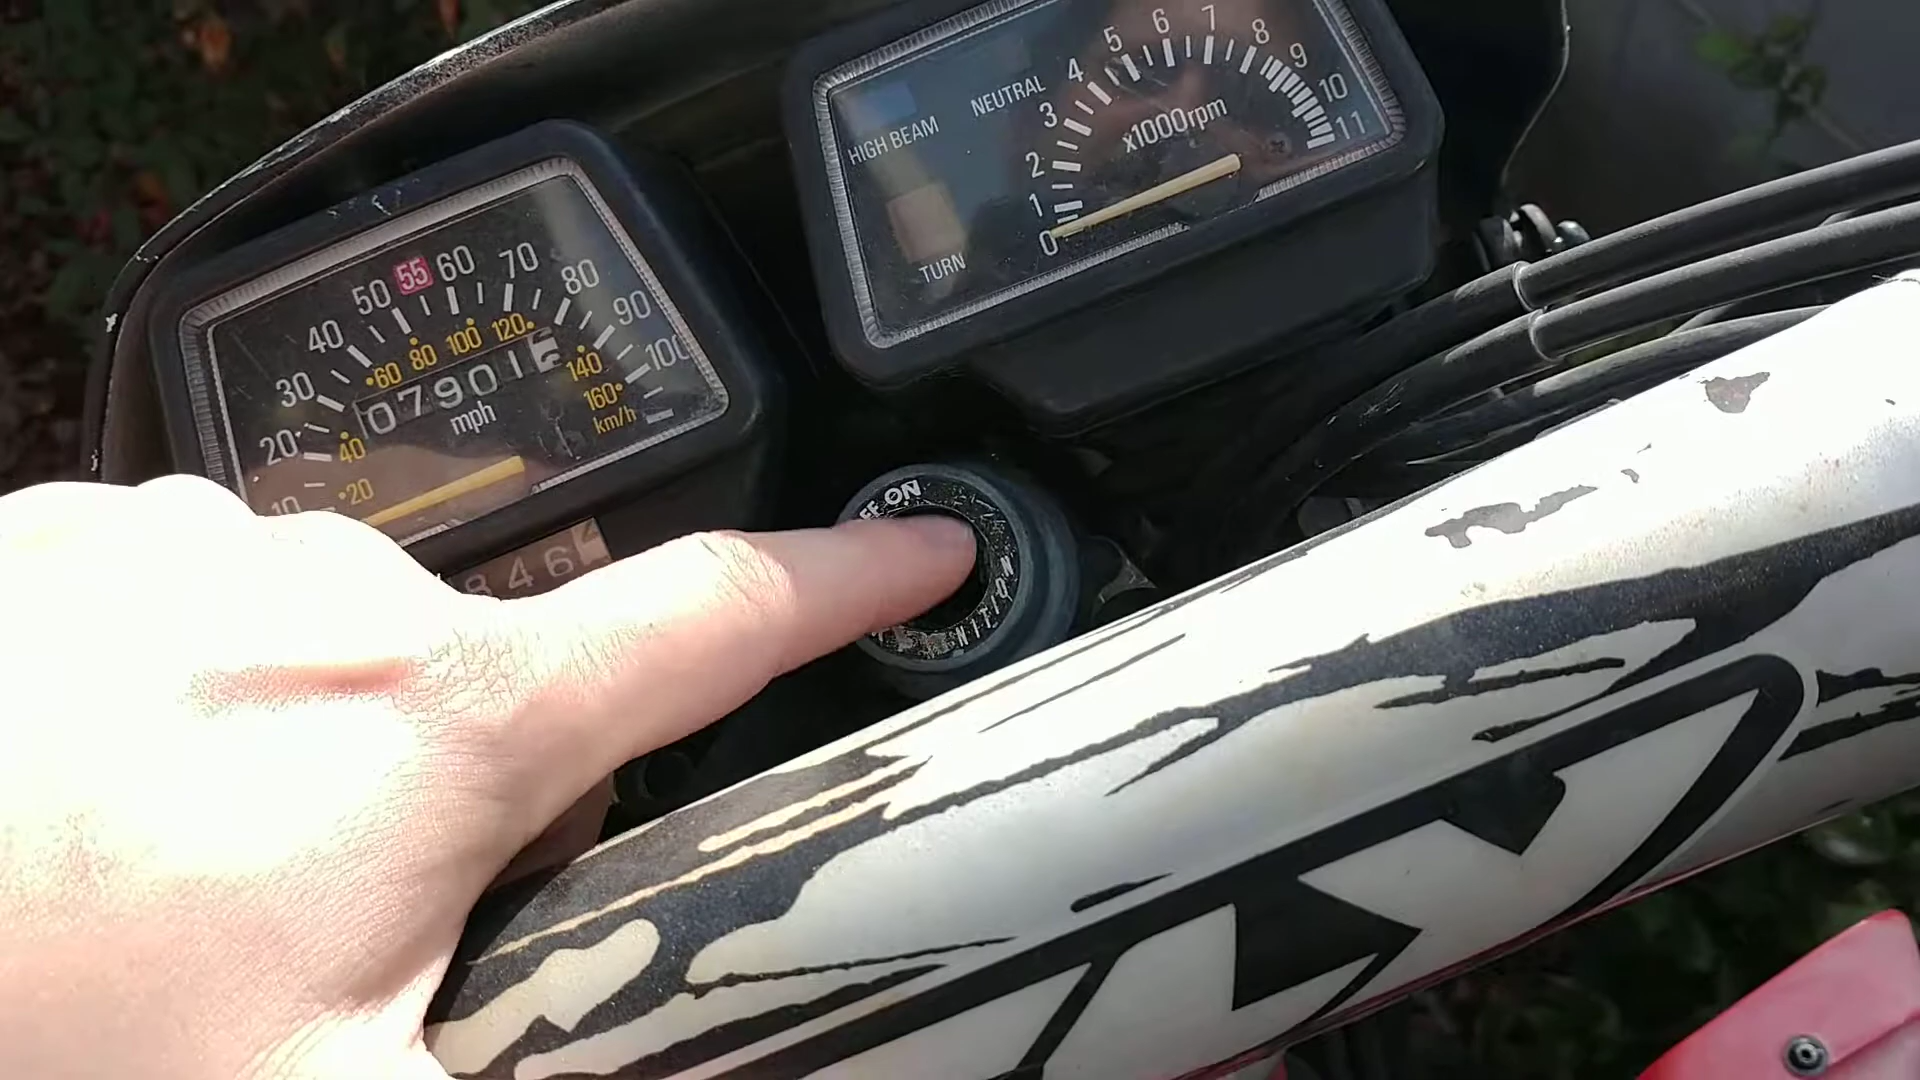 HIGH BEAM
NEUTRAL
TURN
0 1 2 3 4 5 6 7 8 9 10 11
x1000rpm
20 30 40 50 55 60 70 80 90 100
20 40 60 80 100 120 140 160
km/h
07901
mph
846
ON